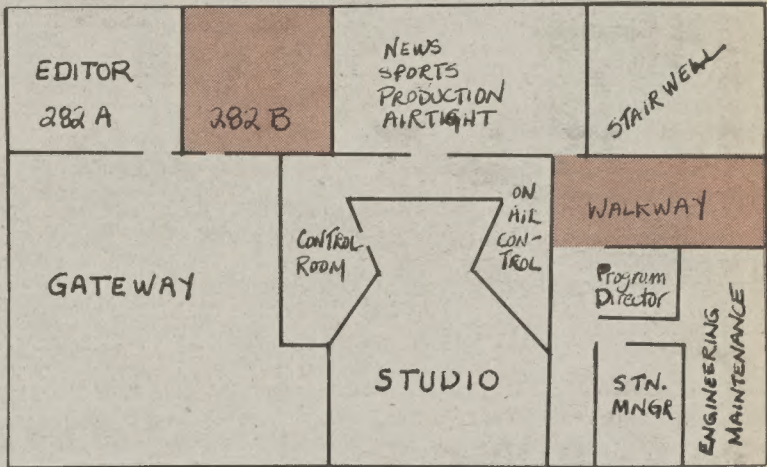 EDITOR
282 A
282 B
NEWS
SPORTS
PRODUCTION
AIRTIGHT
STAIRWELL
GATEWAY
CONTROL
ROOM
ON
AIR
CON-
TROL
WALKWAY
Program
Director
STUDIO
STN.
MNGR
ENGINEERING
MAINTENANCE